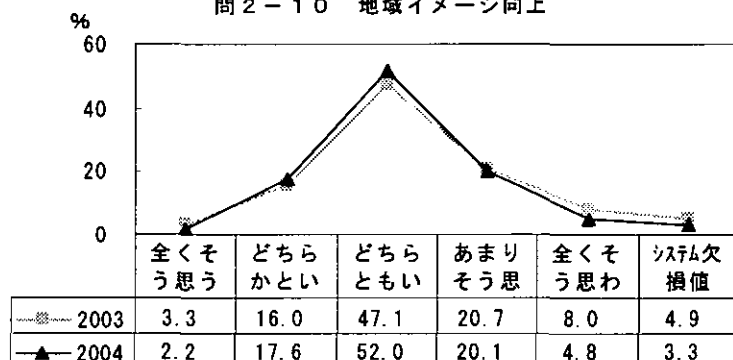 問2-10 地域イメージ向上
%
60
40
20
0
全くそ どちら どちら あまり 全くそ システム欠
う思う かとい ともい そう思 う思わ 損値
2003 3.3 16.0 47.1 20.7 8.0 4.9
2004 2.2 17.6 52.0 20.1 4.8 3.3